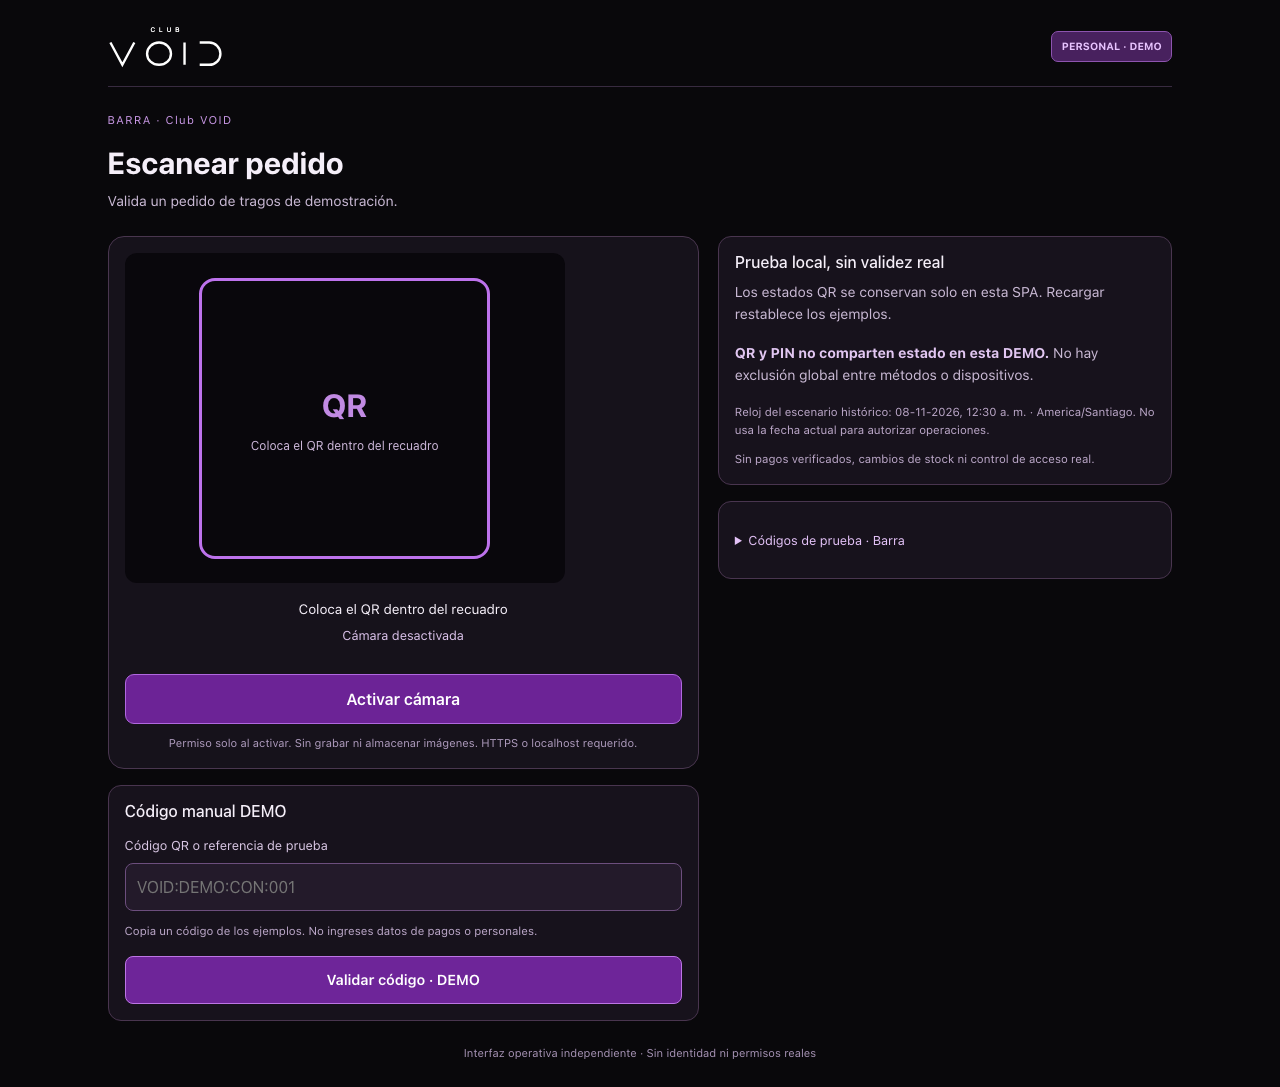 CLUB
VOID
PERSONAL · DEMO
BARRA · Club VOID
Escanear pedido
Valida un pedido de tragos de demostración.
QR
Coloca el QR dentro del recuadro
Coloca el QR dentro del recuadro
Cámara desactivada
Activar cámara
Permiso solo al activar. Sin grabar ni almacenar imágenes. HTTPS o localhost requerido.
Código manual DEMO
Código QR o referencia de prueba
VOID:DEMO:CON:001
Copia un código de los ejemplos. No ingreses datos de pagos o personales.
Validar código · DEMO
Prueba local, sin validez real
Los estados QR se conservan solo en esta SPA. Recargar
restablece los ejemplos.
QR y PIN no comparten estado en esta DEMO. No hay
exclusión global entre métodos o dispositivos.
Reloj del escenario histórico: 08-11-2026, 12:30 a. m. · America/Santiago. No
usa la fecha actual para autorizar operaciones.
Sin pagos verificados, cambios de stock ni control de acceso real.
Códigos de prueba · Barra
Interfaz operativa independiente · Sin identidad ni permisos reales